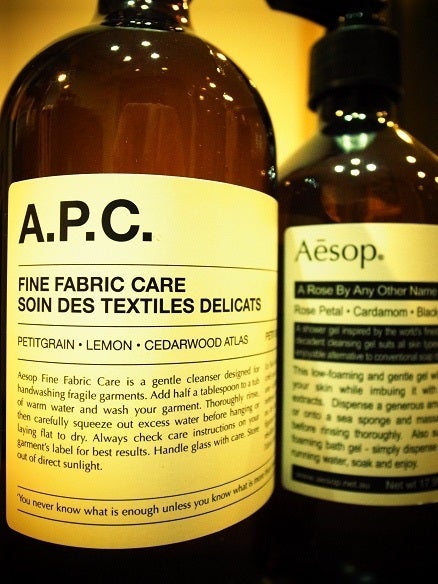 A.P.C.
FINE FABRIC CARE
SOIN DES TEXTILES DELICATS
PETITGRAIN • LEMON • CEDARWOOD ATLAS
Aesop Fine Fabric Care is a gentle cleanser designed for
handwashing fragile garments. Add half a tablespoon to a tub
of warm water and wash your garment. Thoroughly rinse,
then carefully squeeze out excess water before hanging or
laying flat to dry. Always check care instructions on your
garment's label for best results. Handle glass with care. Store
out of direct sunlight.
'You never know what is enough unless you know what is more
Aēsop.
A Rose By Any Other Name
Rose Petal • Cardamom • Black
A shower gel inspired by the world's finest
decadent cleansing gel suits all skin types
enjoyable alternative to conventional soap
This low-foaming and gentle gel
your skin while imbuing it with
extracts. Dispense a generous
or onto a sea sponge and massage
before rinsing thoroughly. Also
foaming bath gel - simply dispense
running water, soak and enjoy.
www.aesop.net.au Net wt 17.9